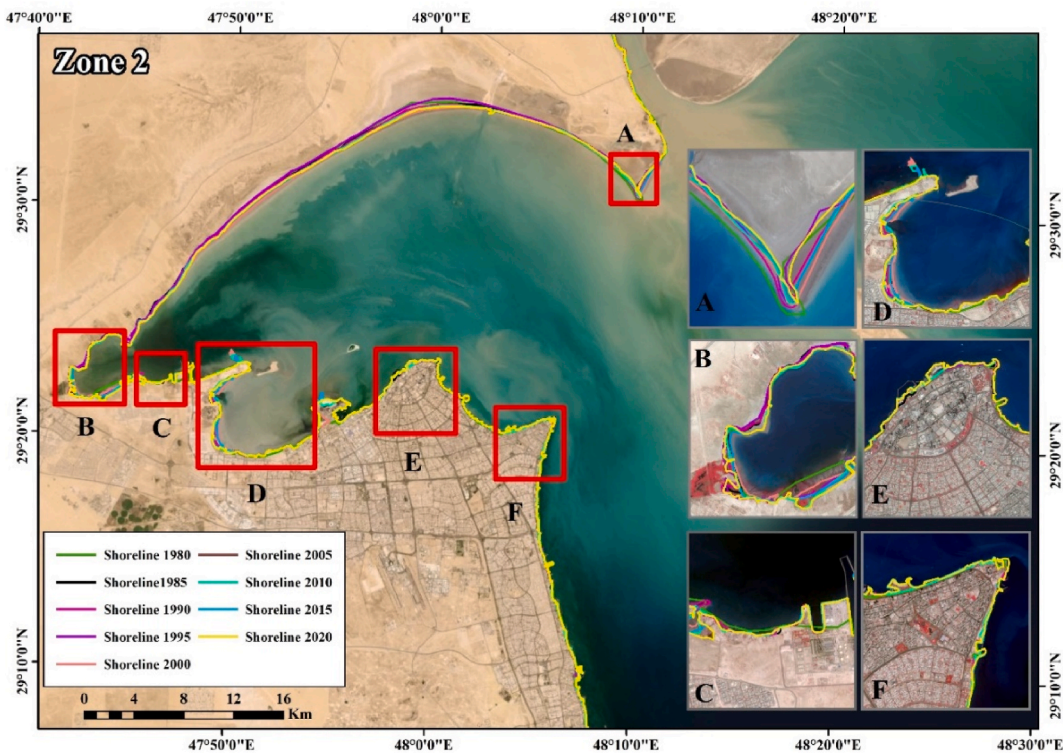 47°40'0"E 47°50'0"E 48°0'0"E 48°10'0"E 48°20'0"E
Zone 2
A
29°30'0"N
29°30'0"N
A
D
B
C
D
E
F
B
E
29°20'0"N
29°20'0"N
Shoreline 1980 Shoreline 2005
Shoreline1985 Shoreline 2010
Shoreline 1990 Shoreline 2015
Shoreline 1995 Shoreline 2020
Shoreline 2000
C
F
29°10'0"N
29°10'0"N
0 4 8 12 16
Km
47°50'0"E 48°0'0"E 48°10'0"E 48°20'0"E 48°30'0"E